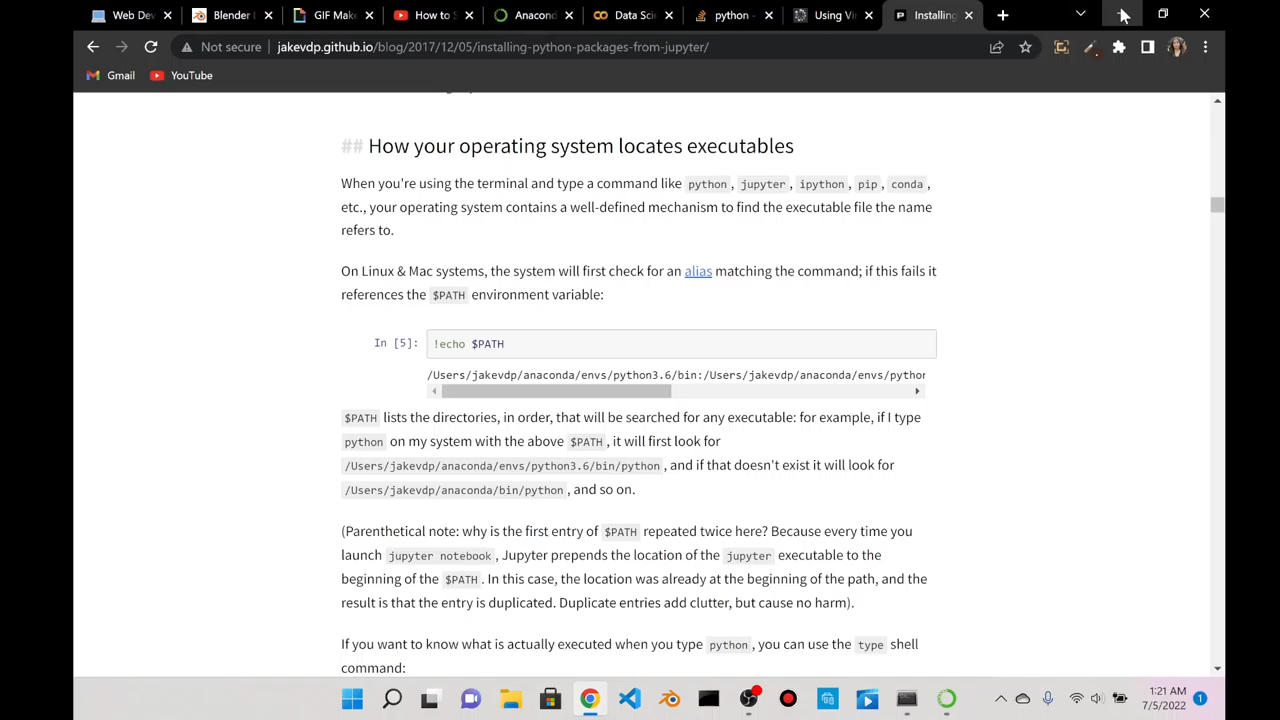 Web Dev
Blender
GIF Make
How to S
Anacond
Data Scie
python -
Using Vir
Installing
Not secure
jakevdp.github.io/blog/2017/12/05/installing-python-packages-from-jupyter/
Gmail
YouTube
## How your operating system locates executables
When you're using the terminal and type a command like python, jupyter, ipython, pip, conda,
etc., your operating system contains a well-defined mechanism to find the executable file the name
refers to.
On Linux & Mac systems, the system will first check for an alias matching the command; if this fails it
references the $PATH environment variable:
In [5]: !echo $PATH
/Users/jakevdp/anaconda/envs/python3.6/bin:/Users/jakevdp/anaconda/envs/python
$PATH lists the directories, in order, that will be searched for any executable: for example, if I type
python on my system with the above $PATH, it will first look for
/Users/jakevdp/anaconda/envs/python3.6/bin/python, and if that doesn't exist it will look for
/Users/jakevdp/anaconda/bin/python, and so on.
(Parenthetical note: why is the first entry of $PATH repeated twice here? Because every time you
launch jupyter notebook, Jupyter prepends the location of the jupyter executable to the
beginning of the $PATH. In this case, the location was already at the beginning of the path, and the
result is that the entry is duplicated. Duplicate entries add clutter, but cause no harm).
If you want to know what is actually executed when you type python, you can use the type shell
command:
1:21 AM
7/5/2022
1